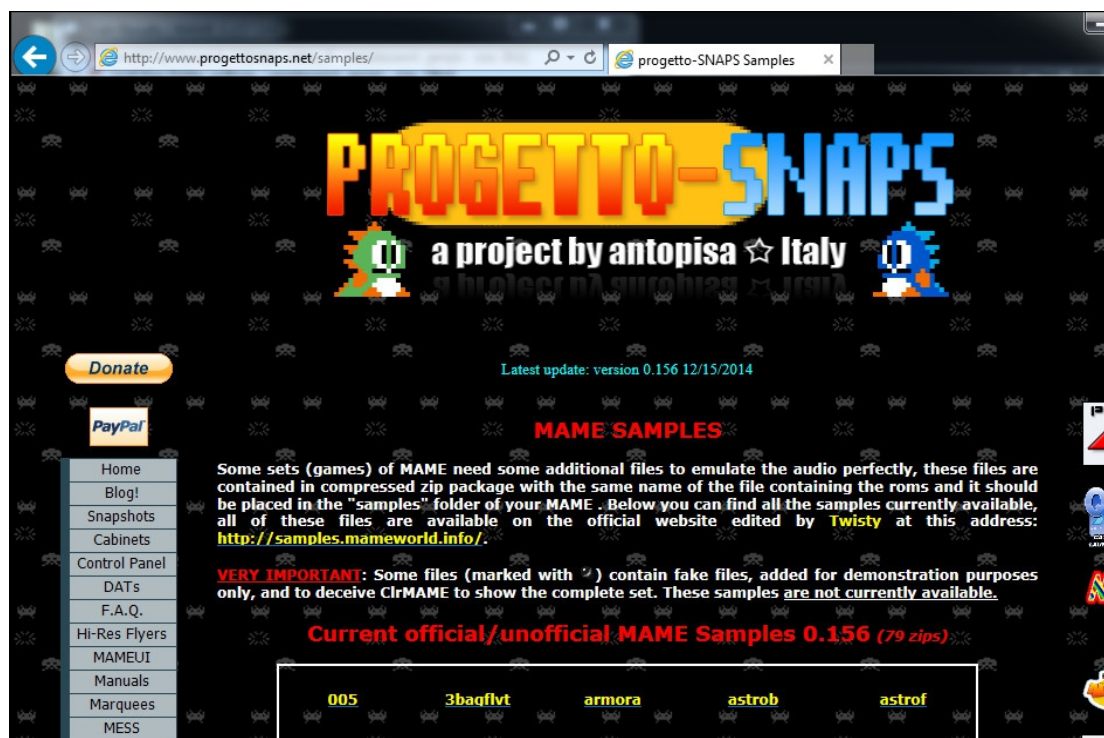 http://www.progettosnaps.net/samples/
progetto-SNAPS Samples
PROGETTO-SNAPS
a project by antopisa ☆ Italy
Donate
Latest update: version 0.156 12/15/2014
PayPal
MAME SAMPLES
Home
Blog!
Snapshots
Cabinets
Control Panel
DATs
F.A.Q.
Hi-Res Flyers
MAMEUI
Manuals
Marquees
MESS
Some sets (games) of MAME need some additional files to emulate the audio perfectly, these files are
contained in compressed zip package with the same name of the file containing the roms and it should
be placed in the "samples" folder of your MAME . Below you can find all the samples currently available,
all of these files are available on the official website edited by Twisty at this address:
http://samples.mameworld.info/.
VERY IMPORTANT: Some files (marked with ) contain fake files, added for demonstration purposes
only, and to deceive ClrMAME to show the complete set. These samples are not currently available.
Current official/unofficial MAME Samples 0.156 (79 zips)
005 3bagflvt armora astrob astrof